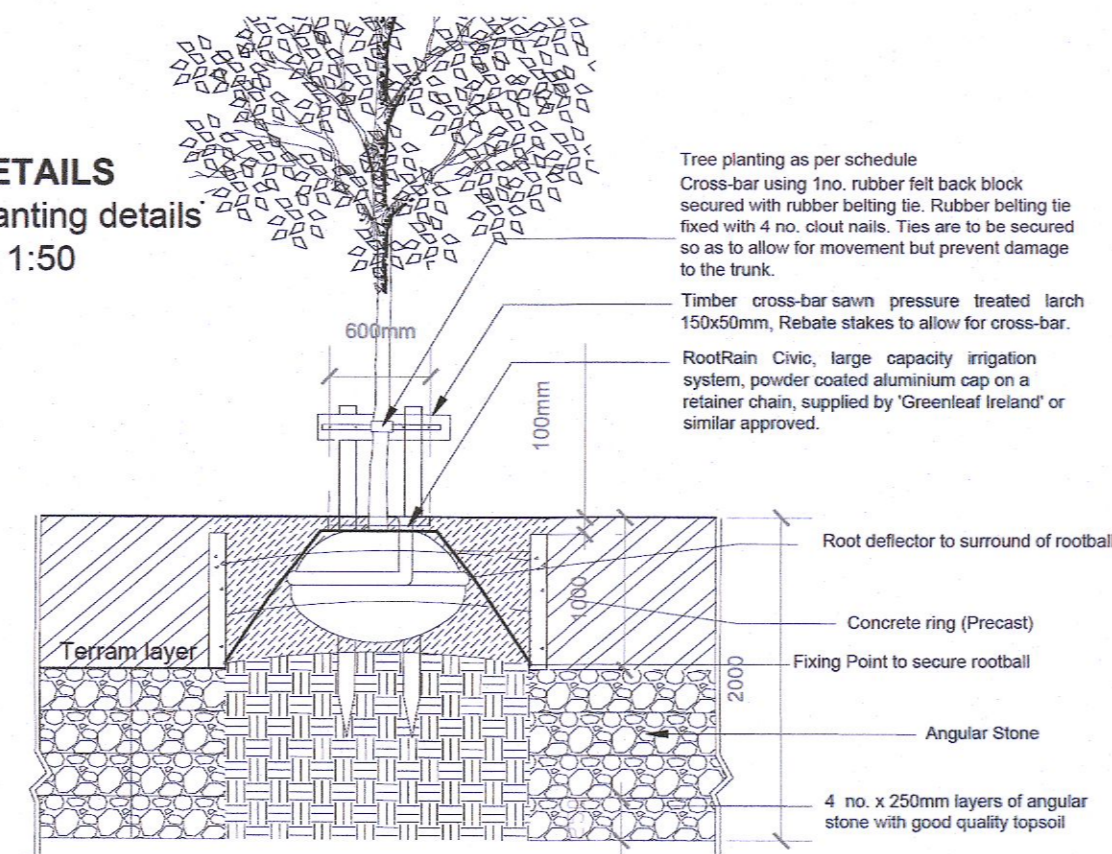 ETAILS
anting details
1:50
Tree planting as per schedule
Cross-bar using 1no. rubber felt back block
secured with rubber belting tie. Rubber belting tie
fixed with 4 no. clout nails. Ties are to be secured
so as to allow for movement but prevent damage
to the trunk.
Timber cross-bar sawn pressure treated larch
150x50mm, Rebate stakes to allow for cross-bar.
RootRain Civic, large capacity irrigation
system, powder coated aluminium cap on a
retainer chain, supplied by 'Greenleaf Ireland' or
similar approved.
600mm
100mm
Root deflector to surround of rootball
1000
Concrete ring (Precast)
Terram layer
Fixing Point to secure rootball
2000
Angular Stone
4 no. x 250mm layers of angular
stone with good quality topsoil